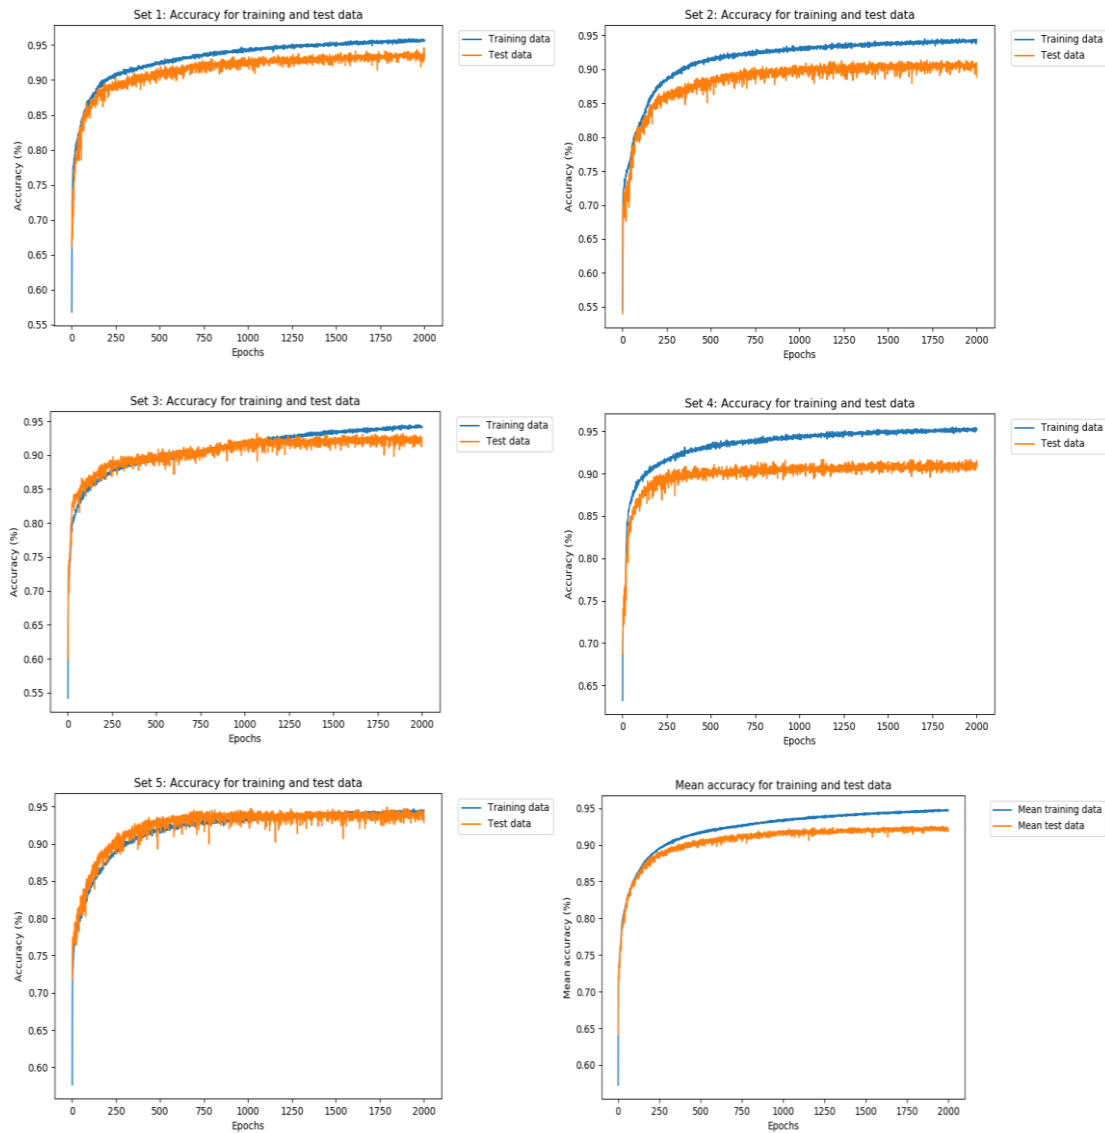 Set 1: Accuracy for training and test data
Training data
Test data
Accuracy (%)
0.95
0.90
0.85
0.80
0.75
0.70
0.65
0.60
0.55
0 250 500 750 1000 1250 1500 1750 2000
Epochs
Set 2: Accuracy for training and test data
Training data
Test data
Accuracy (%)
0.95
0.90
0.85
0.80
0.75
0.70
0.65
0.60
0.55
0 250 500 750 1000 1250 1500 1750 2000
Epochs
Set 3: Accuracy for training and test data
Training data
Test data
Accuracy (%)
0.95
0.90
0.85
0.80
0.75
0.70
0.65
0.60
0.55
0 250 500 750 1000 1250 1500 1750 2000
Epochs
Set 4: Accuracy for training and test data
Training data
Test data
Accuracy (%)
0.95
0.90
0.85
0.80
0.75
0.70
0.65
0 250 500 750 1000 1250 1500 1750 2000
Epochs
Set 5: Accuracy for training and test data
Training data
Test data
Accuracy (%)
0.95
0.90
0.85
0.80
0.75
0.70
0.65
0.60
0 250 500 750 1000 1250 1500 1750 2000
Epochs
Mean accuracy for training and test data
Mean training data
Mean test data
Mean accuracy (%)
0.95
0.90
0.85
0.80
0.75
0.70
0.65
0.60
0 250 500 750 1000 1250 1500 1750 2000
Epochs